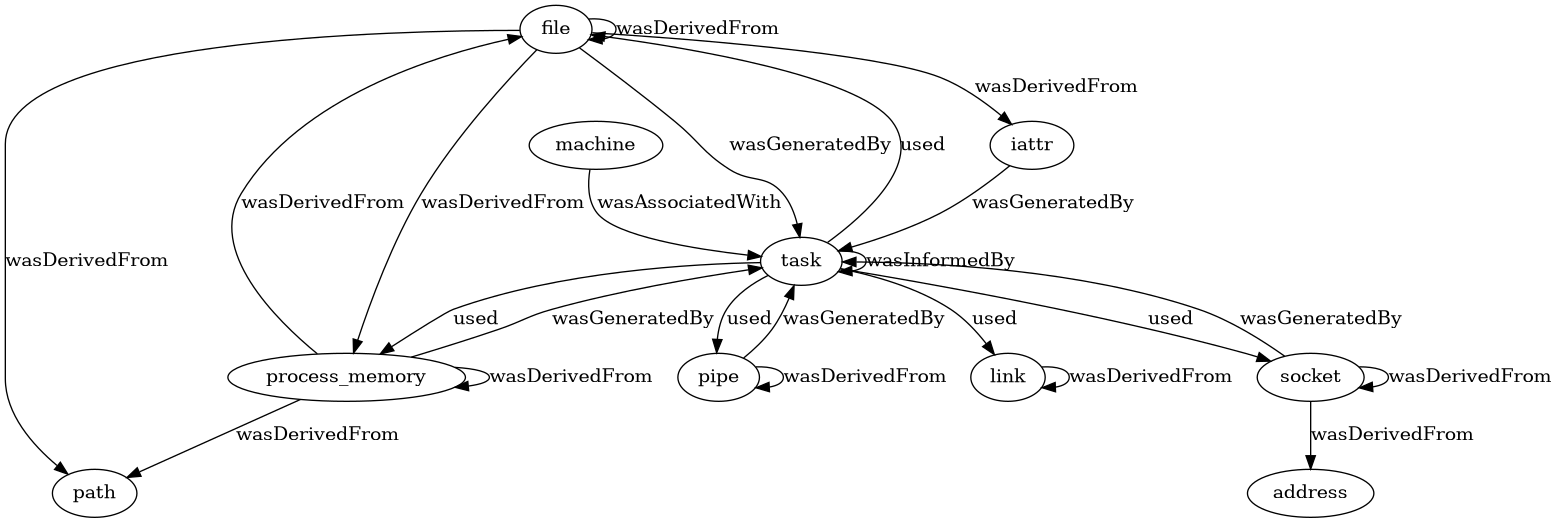 file
wasDerivedFrom
wasDerivedFrom
machine
wasGeneratedBy
used
iattr
wasDerivedFrom
wasDerivedFrom
wasAssociatedWith
wasGeneratedBy
wasDerivedFrom
task
wasInformedBy
used
wasGeneratedBy
used
wasGeneratedBy
used
used
wasGeneratedBy
process_memory
wasDerivedFrom
pipe
wasDerivedFrom
link
wasDerivedFrom
socket
wasDerivedFrom
wasDerivedFrom
wasDerivedFrom
path
address